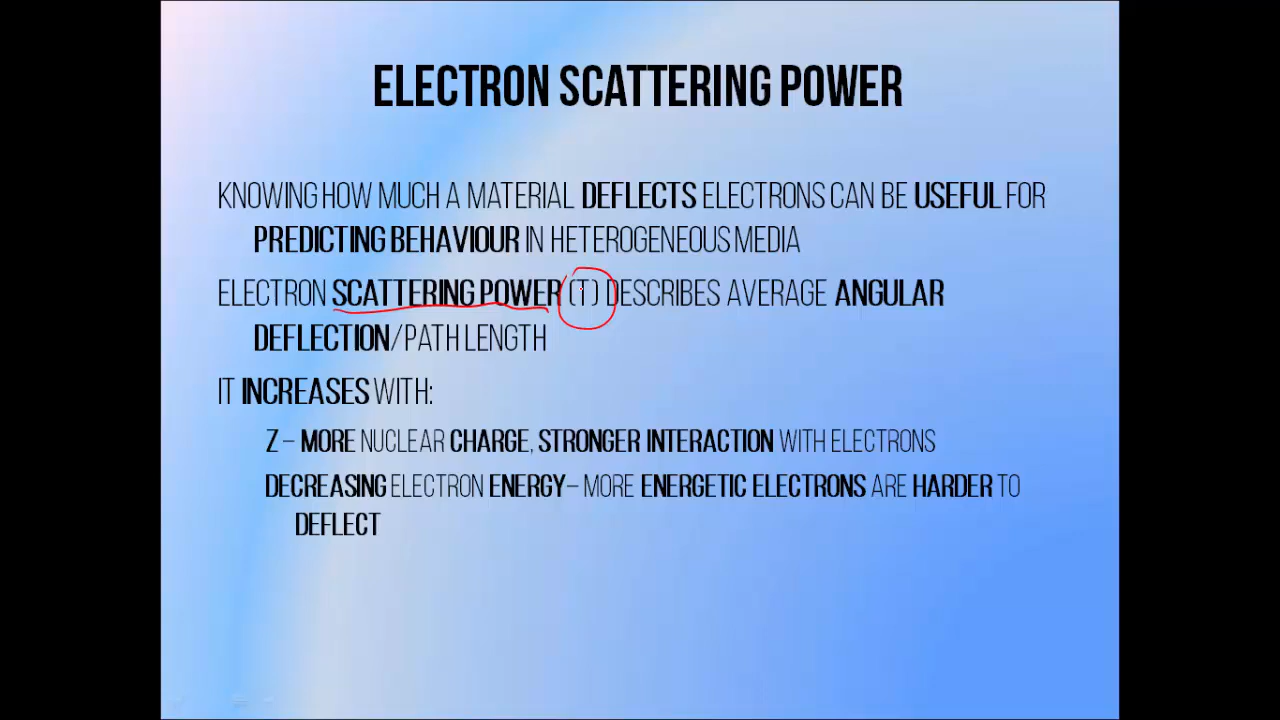 ELECTRON SCATTERING POWER
KNOWING HOW MUCH A MATERIAL DEFLECTS ELECTRONS CAN BE USEFUL FOR
PREDICTING BEHAVIOUR IN HETEROGENEOUS MEDIA
ELECTRON SCATTERING POWER (T) DESCRIBES AVERAGE ANGULAR
DEFLECTION/PATH LENGTH
IT INCREASES WITH:
Z – MORE NUCLEAR CHARGE, STRONGER INTERACTION WITH ELECTRONS
DECREASING ELECTRON ENERGY– MORE ENERGETIC ELECTRONS ARE HARDER TO
DEFLECT